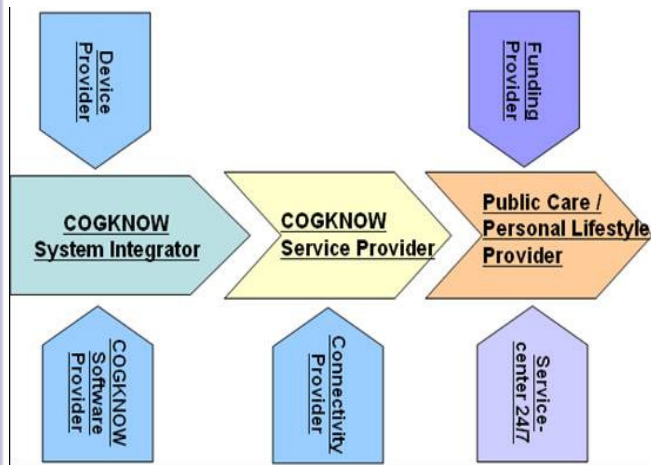 Device
Provider
Funding
Provider
COGKNOW
System Integrator
COGKNOW
Service Provider
Public Care /
Personal Lifestyle
Provider
COGKNOW
Software
Provider
Connectivity
Provider
Service-
center 24/7